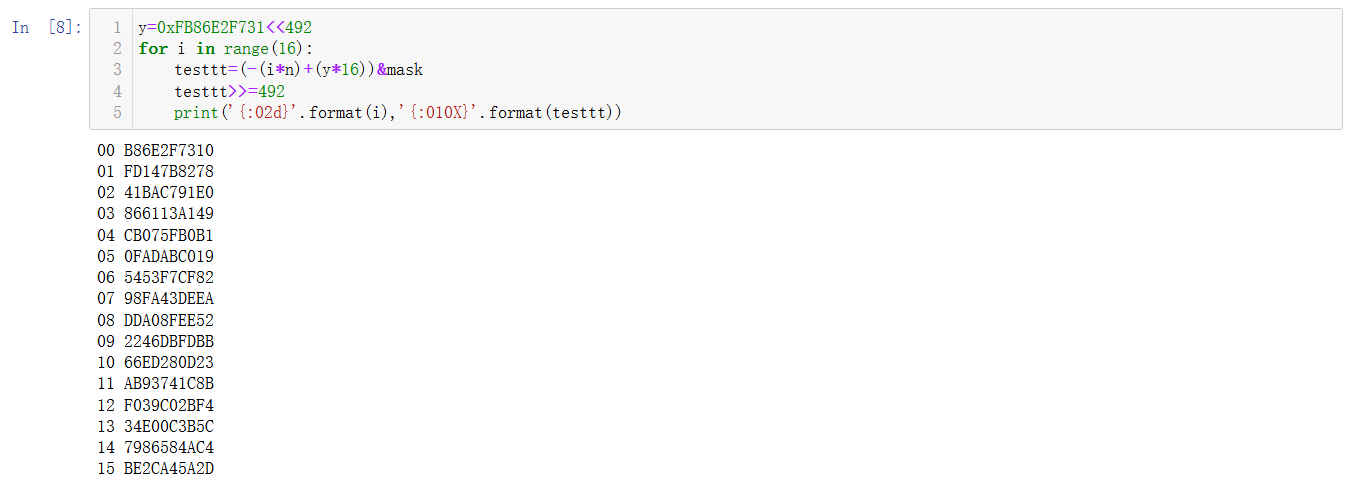 In [8]:
1 y=0xFB86E2F731<<492
2 for i in range(16):
3     testtt=(-(i*n)+(y*16))&mask
4     testtt>>=492
5     print('{:02d}'.format(i),'{:010X}'.format(testtt))
00 B86E2F7310
01 FD147B8278
02 41BAC791E0
03 866113A149
04 CB075FB0B1
05 0FADABC019
06 5453F7CF82
07 98FA43DEEA
08 DDA08FEE52
09 2246DBFDBB
10 66ED280D23
11 AB93741C8B
12 F039C02BF4
13 34E00C3B5C
14 7986584AC4
15 BE2CA45A2D